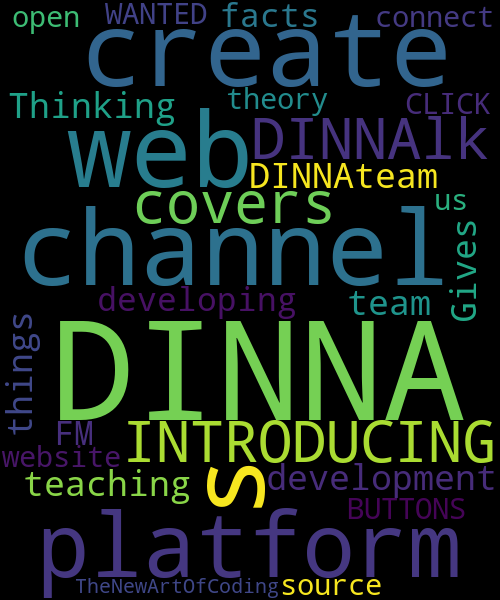 open WANTED facts connect
create
Thinking theory CLICK
web DINNAlk
DINNAteam
covers us
channel Gives
developing team
things DINNA
FM INTRODUCING
website
teaching s development
BUTTONS
platform
TheNewArtOfCoding source